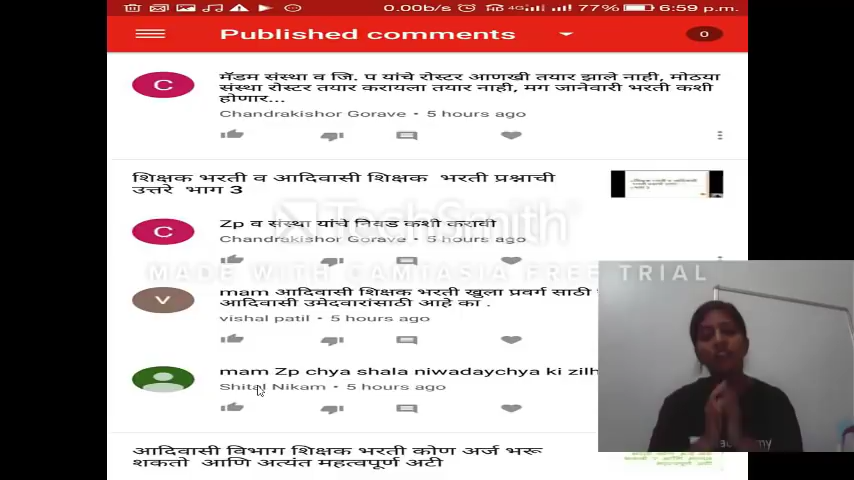 0.00b/s HD 4G 77% 6:59 p.m.
Published comments
0
C
मॅडम संस्था व जि. प यांचे रोस्टर आणखी तयार झाले नाही, मोठया
संस्था रोस्टर तयार करायला तयार नाही, मग जानेवारी भरती कशी
होणार...
Chandrakishor Gorave • 5 hours ago
शिक्षक भरती व आदिवासी शिक्षक भरती प्रश्नाची
उत्तरे भाग 3
C
Zp व संस्था यांचे निवड कशी करावी
Chandrakishor Gorave • 5 hours ago
TechSmith
MADE WITH CAMTASIA FREE TRIAL
V
mam आदिवासी शिक्षक भरती खुला प्रवर्ग साठी
आदिवासी उमेदवारांसाठी आहे का .
vishal patil • 5 hours ago
mam Zp chya shala niwadaychya ki zilh
Shital Nikam • 5 hours ago
आदिवासी विभाग शिक्षक भरती कोण अर्ज भरू
शकतो आणि अत्यंत महत्वपूर्ण अटी